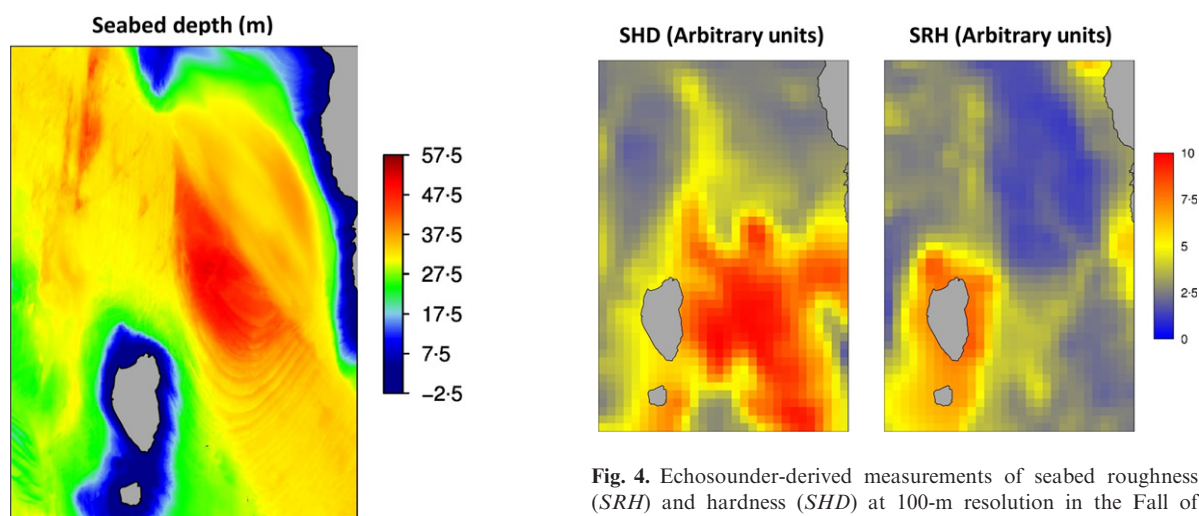 Seabed depth (m)
57·5
47·5
37·5
27·5
17·5
7·5
−2·5
SHD (Arbitrary units)
SRH (Arbitrary units)
10
7·5
5
2·5
0
Fig. 4. Echosounder-derived measurements of seabed roughness
(SRH) and hardness (SHD) at 100-m resolution in the Fall of